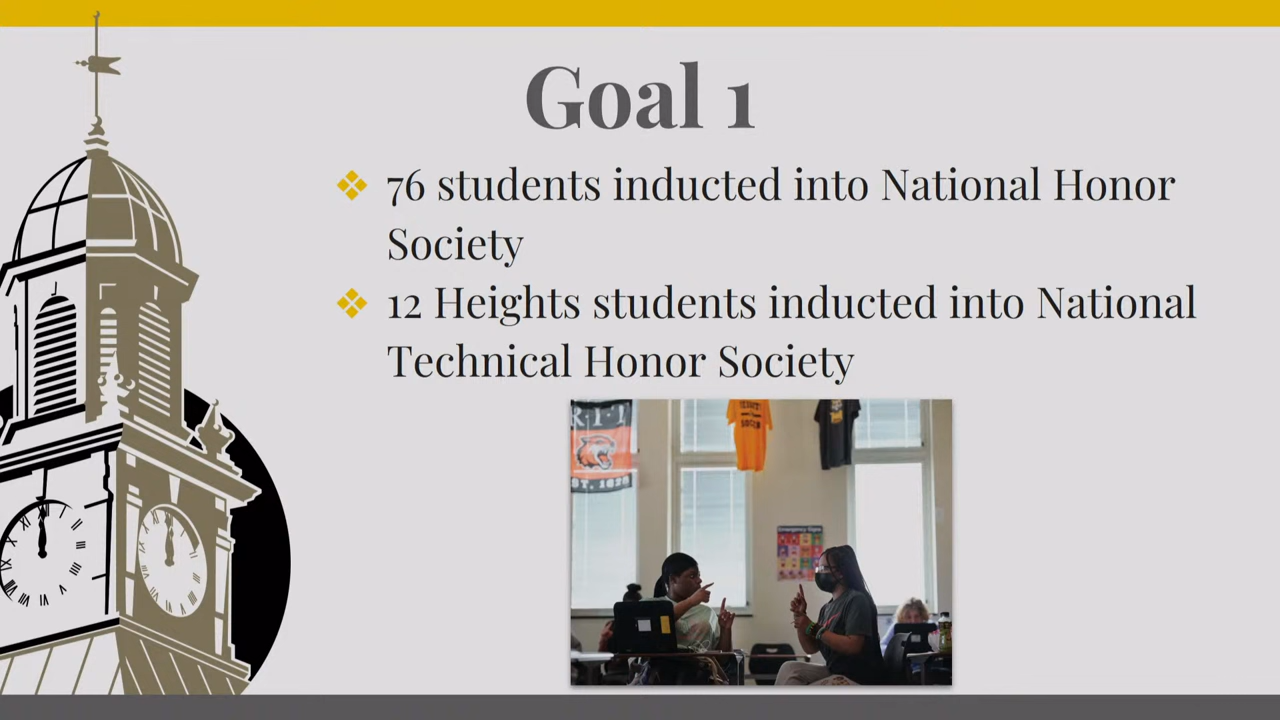 Goal 1
76 students inducted into National Honor
Society
12 Heights students inducted into National
Technical Honor Society